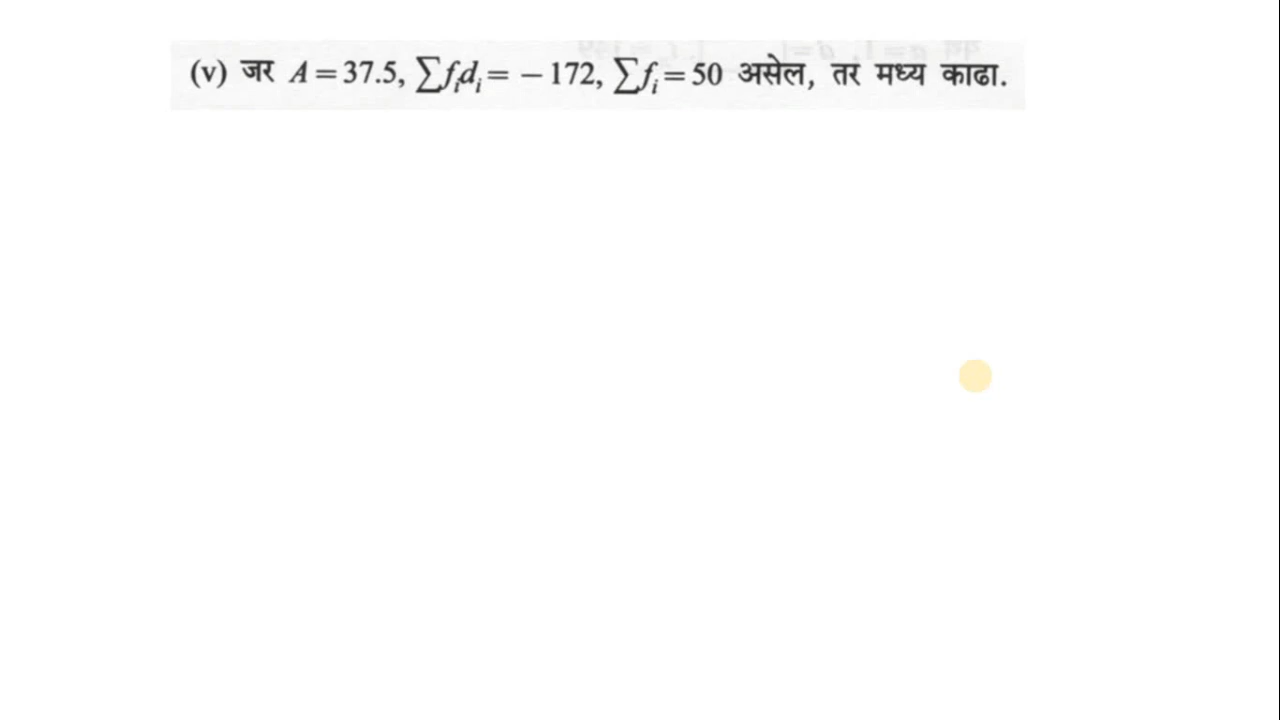 (v) जर A = 37.5, ∑fᵢdᵢ = − 172, ∑fᵢ = 50 असेल, तर मध्य काढा.